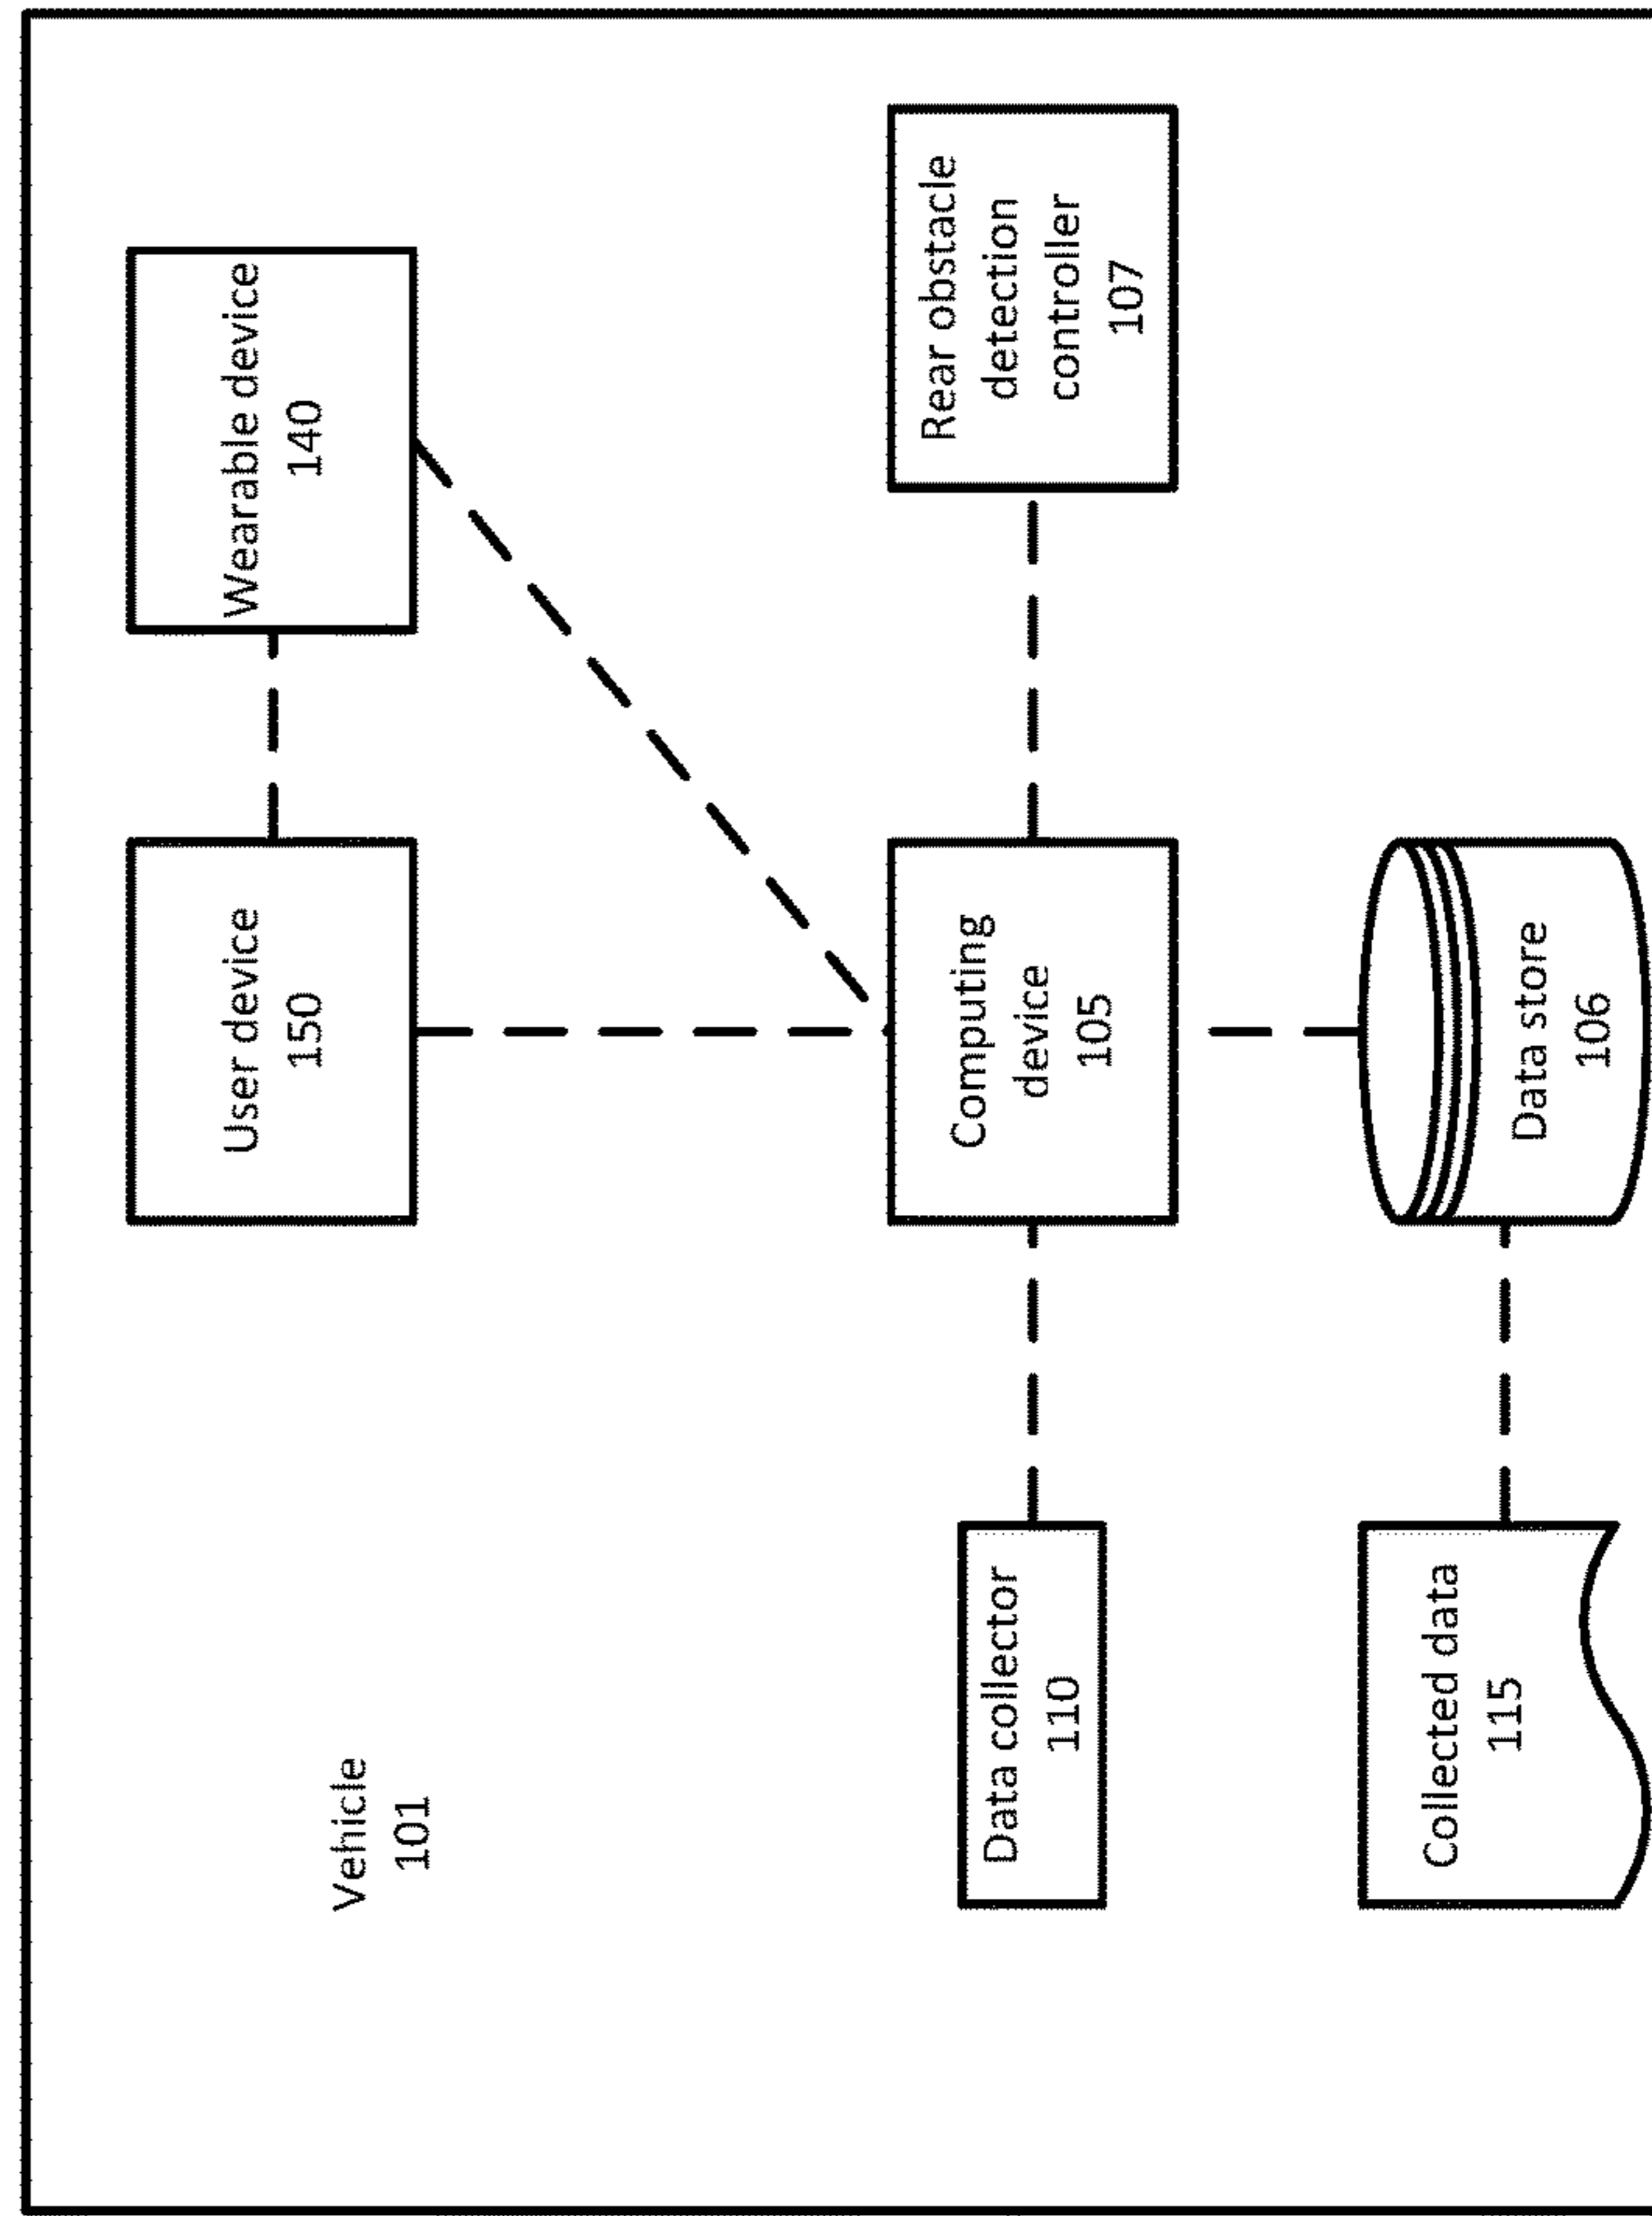 Vehicle
101
User device
150
Wearable device
140
Data collector
110
Computing
device
105
Rear obstacle
detection
controller
107
Collected data
115
Data store
106